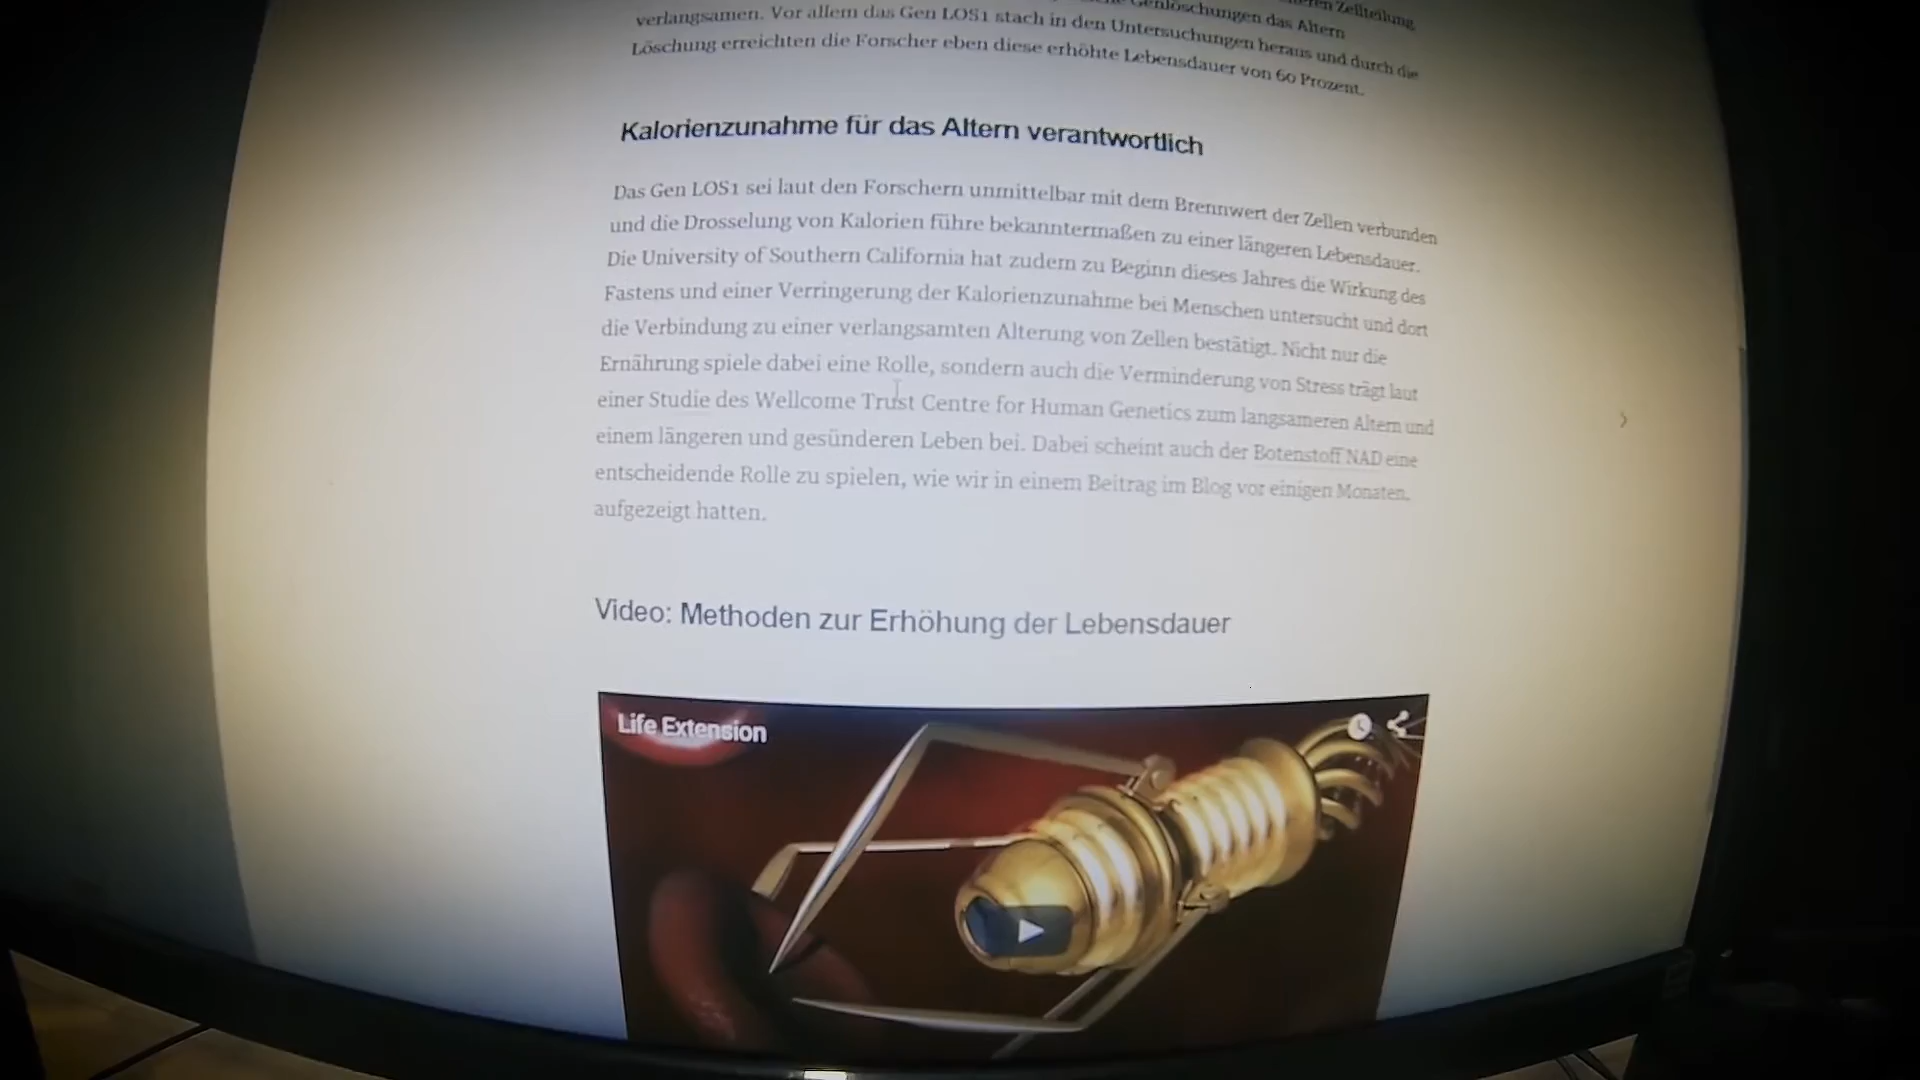 Genlöschungen das Altern Zellteilung
verlangsamen. Vor allem das Gen LOS1 stach in den Untersuchungen heraus und durch die
Löschung erreichten die Forscher eben diese erhöhte Lebensdauer von 60 Prozent.
Kalorienzunahme für das Altern verantwortlich
Das Gen LOS1 sei laut den Forschern unmittelbar mit dem Brennwert der Zellen verbunden
und die Drosselung von Kalorien führe bekanntermaßen zu einer längeren Lebensdauer.
Die University of Southern California hat zudem zu Beginn dieses Jahres die Wirkung des
Fastens und einer Verringerung der Kalorienzunahme bei Menschen untersucht und dort
die Verbindung zu einer verlangsamten Alterung von Zellen bestätigt. Nicht nur die
Ernährung spiele dabei eine Rolle, sondern auch die Verminderung von Stress trägt laut
einer Studie des Wellcome Trust Centre for Human Genetics zum langsameren Altern und
einem längeren und gesünderen Leben bei. Dabei scheint auch der Botenstoff NAD eine
entscheidende Rolle zu spielen, wie wir in einem Beitrag im Blog vor einigen Monaten.
aufgezeigt hatten.
Video: Methoden zur Erhöhung der Lebensdauer
Life Extension